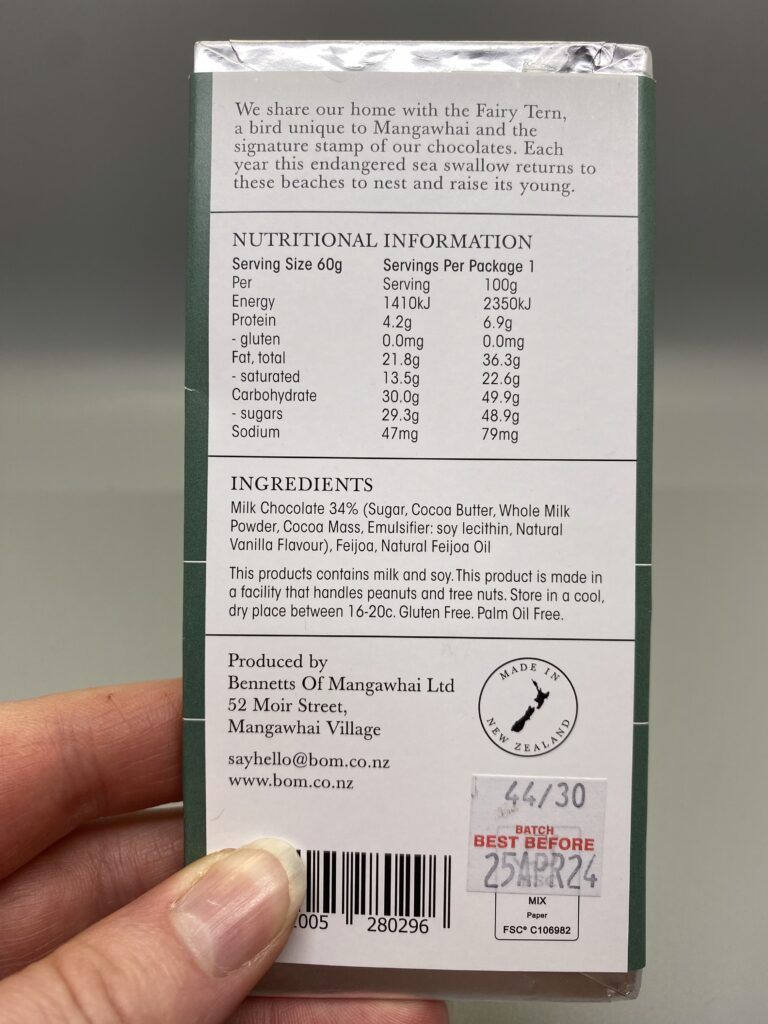 We share our home with the Fairy Tern,
a bird unique to Mangawhai and the
signature stamp of our chocolates. Each
year this endangered sea swallow returns to
these beaches to nest and raise its young.
NUTRITIONAL INFORMATION
Serving Size 60g Servings Per Package 1
Per Serving 100g
Energy 1410kJ 2350kJ
Protein 4.2g 6.9g
- gluten 0.0mg 0.0mg
Fat, total 21.8g 36.3g
- saturated 13.5g 22.6g
Carbohydrate 30.0g 49.9g
- sugars 29.3g 48.9g
Sodium 47mg 79mg
INGREDIENTS
Milk Chocolate 34% (Sugar, Cocoa Butter, Whole Milk
Powder, Cocoa Mass, Emulsifier: soy lecithin, Natural
Vanilla Flavour), Feijoa, Natural Feijoa Oil
This products contains milk and soy. This product is made in
a facility that handles peanuts and tree nuts. Store in a cool,
dry place between 16-20c. Gluten Free. Palm Oil Free.
Produced by
Bennetts Of Mangawhai Ltd
52 Moir Street,
Mangawhai Village
sayhello@bom.co.nz
www.bom.co.nz
MADE IN
NEW ZEALAND
44/30
BATCH
BEST BEFORE
25APR24
MIX
Paper
FSC® C106982
005 280296